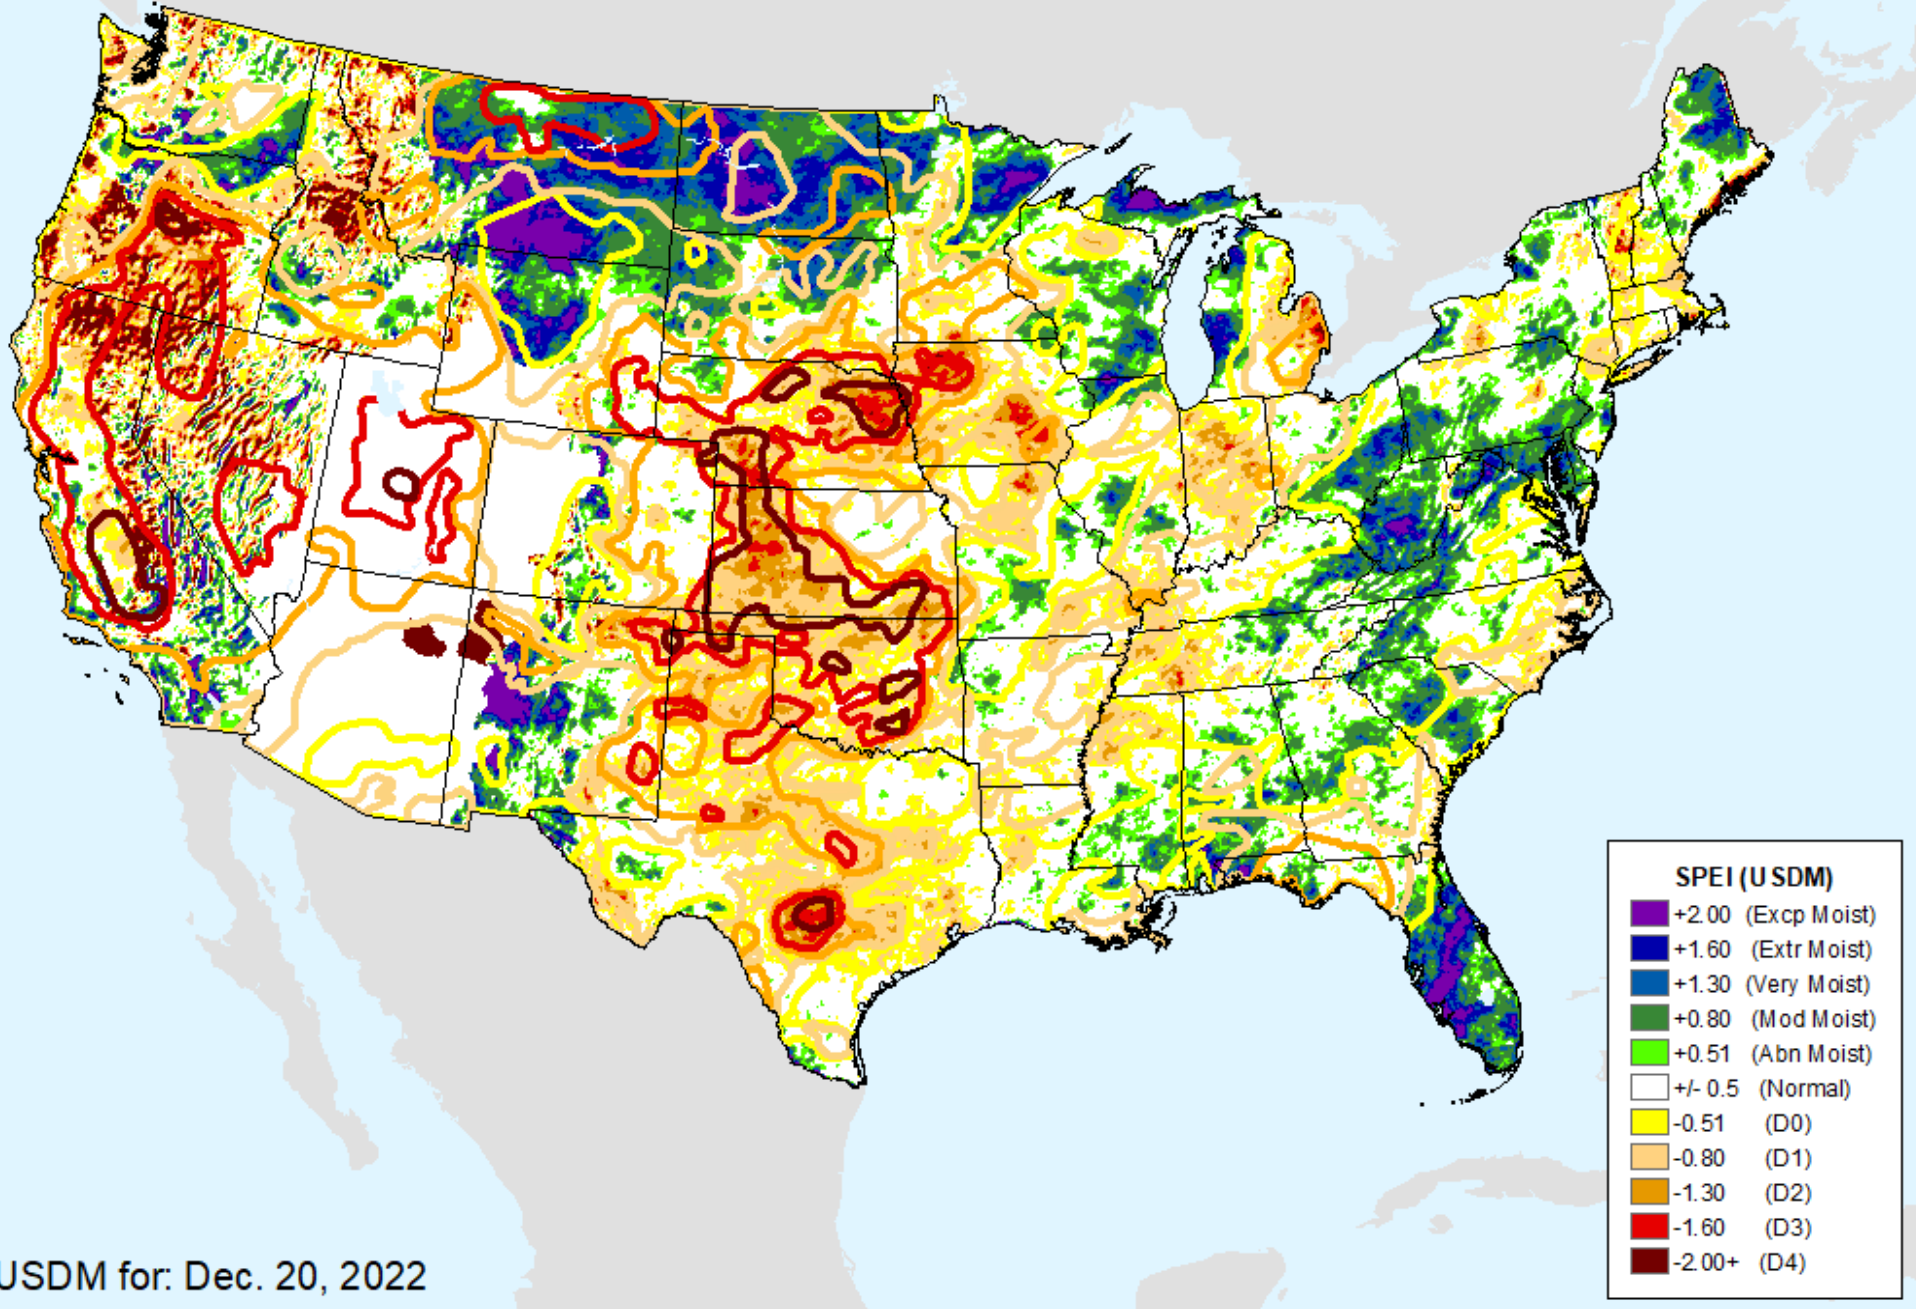 SPEI (USDM)
+2.00 (Excp Moist)
+1.60 (Extr Moist)
+1.30 (Very Moist)
+0.80 (Mod Moist)
+0.51 (Abn Moist)
+/- 0.5 (Normal)
-0.51 (D0)
-0.80 (D1)
-1.30 (D2)
-1.60 (D3)
-2.00+ (D4)
USDM for: Dec. 20, 2022